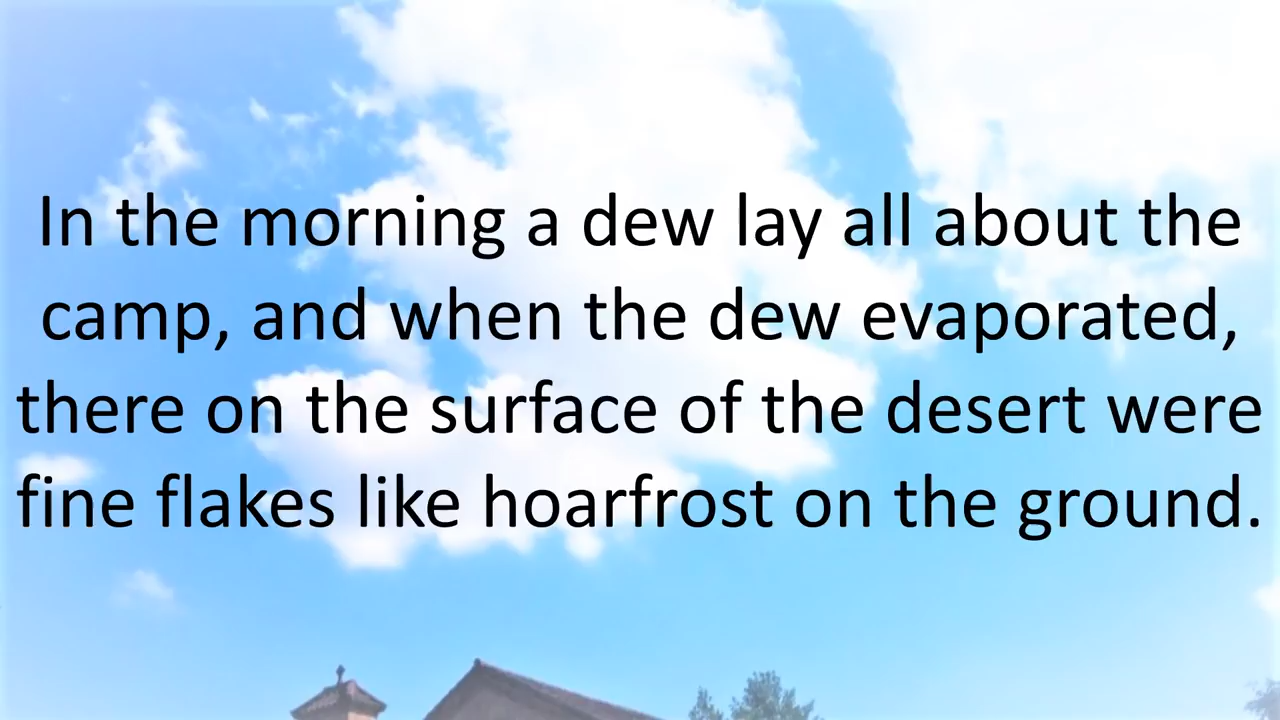 In the morning a dew lay all about the
camp, and when the dew evaporated,
there on the surface of the desert were
fine flakes like hoarfrost on the ground.